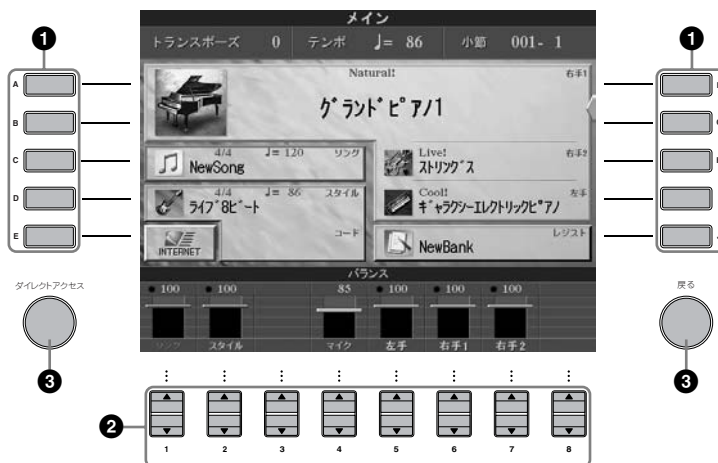 メイン
トランスポーズ 0 テンポ ♩= 86 小節 001- 1
❶ ❶
Natural! 右手1
グランドピアノ1
A
B
C
D
E
4/4 ♩= 120 ソング
NewSong
Live! 右手2
ストリングス
4/4 ♩= 86 スタイル
ライブ8ビート
Cool! 左手
ギャラクシーエレクトリックピアノ
コード
INTERNET
レジスト
NewBank
バランス
ダイレクトアクセス
戻る
100 100 85 100 100 100
ソング スタイル マイク 左手 右手1 右手2
❸ ❸
❷
1 2 3 4 5 6 7 8